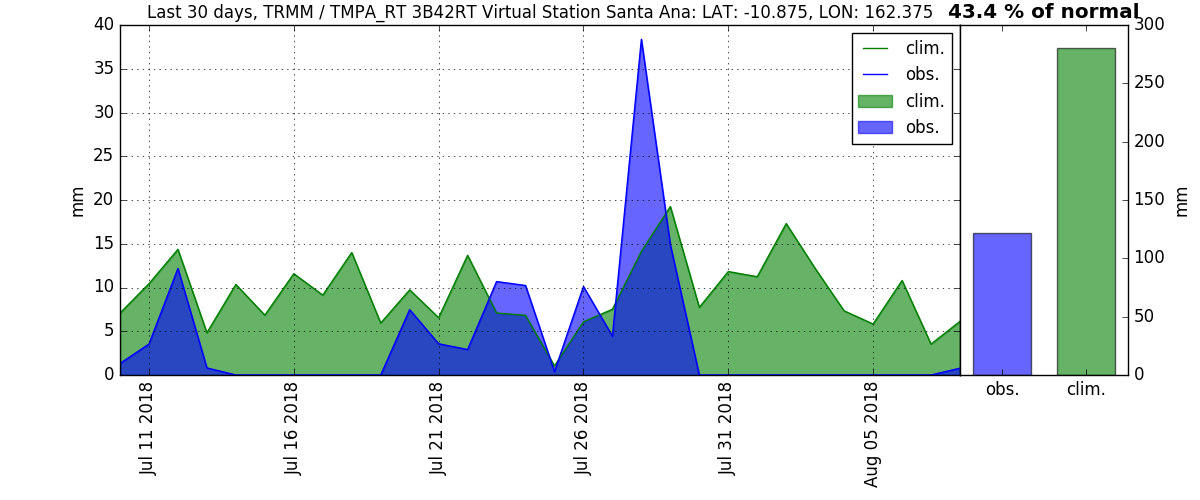 Last 30 days, TRMM / TMPA_RT 3B42RT Virtual Station Santa Ana: LAT: -10.875, LON: 162.375
43.4 % of normal
40
35
30
25
20
15
10
5
0
mm
Jul 11 2018
Jul 16 2018
Jul 21 2018
Jul 26 2018
Jul 31 2018
Aug 05 2018
clim.
obs.
clim.
obs.
300
250
200
150
100
50
0
mm
obs.
clim.